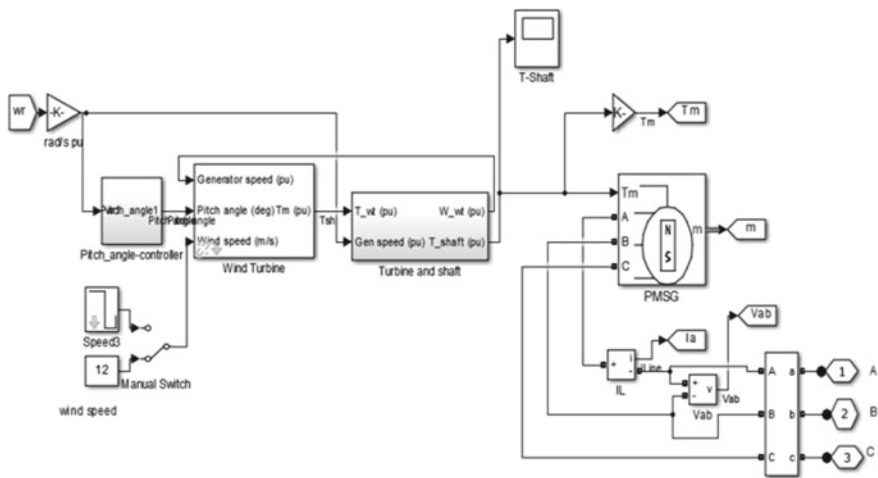 T-Shaft
wr
-K-
rad/s pu
K-
Tm
Tm
Generator speed (pu)
Pitch angle (deg) Tm (pu)
Wind speed (m/s)
Wind Turbine
Pitch_angle-controller
Tsh
T_wt (pu) W_wt (pu)
Gen speed (pu) T_shaft (pu)
Turbine and shaft
Tm
A
B
C
N
S
m
m
PMSG
Speed3
12
Manual Switch
wind speed
Vab
Ia
+ i
-
IL
iLine
+ v
-
Vab
Vab
A a 1 A
B b 2 B
C c 3 C